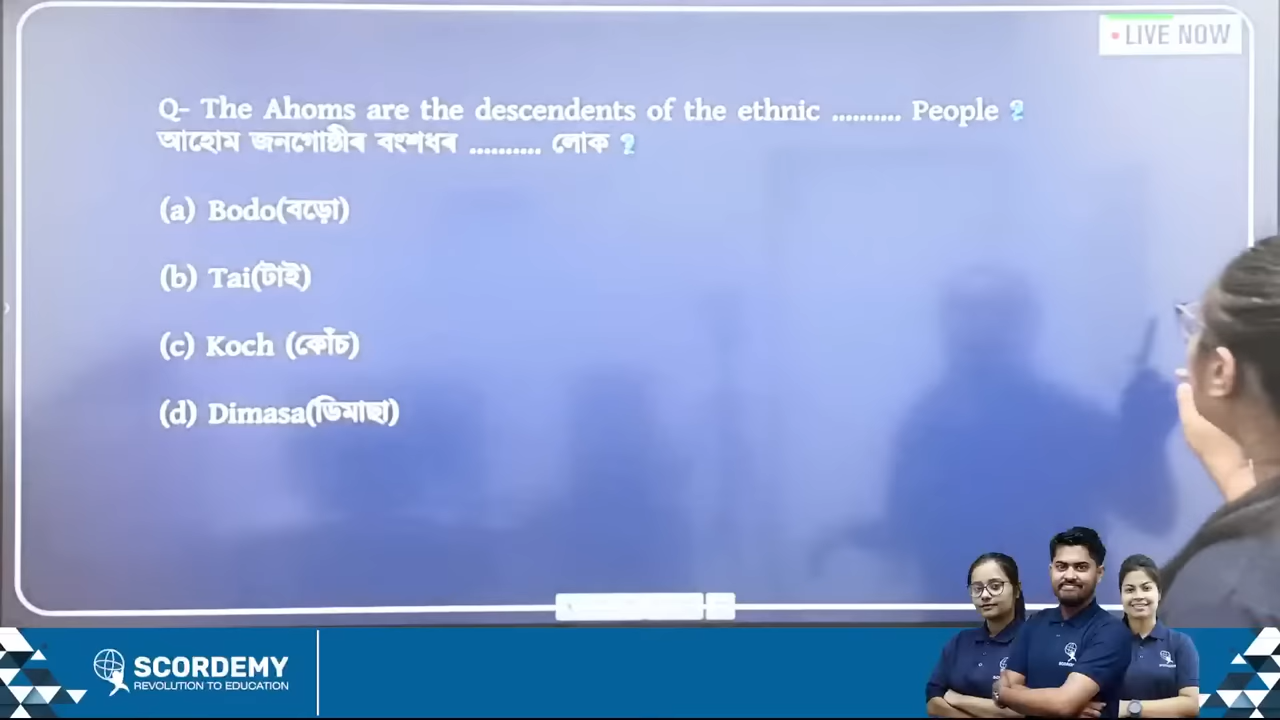 LIVE NOW
Q- The Ahoms are the descendents of the ethnic .......... People ?
আহোম জনগোষ্ঠীৰ বংশধৰ .......... লোক ?
(a) Bodo(বড়ো)
(b) Tai(টাই)
(c) Koch (কোঁচ)
(d) Dimasa(ডিমাছা)
SCORDEMY
REVOLUTION TO EDUCATION